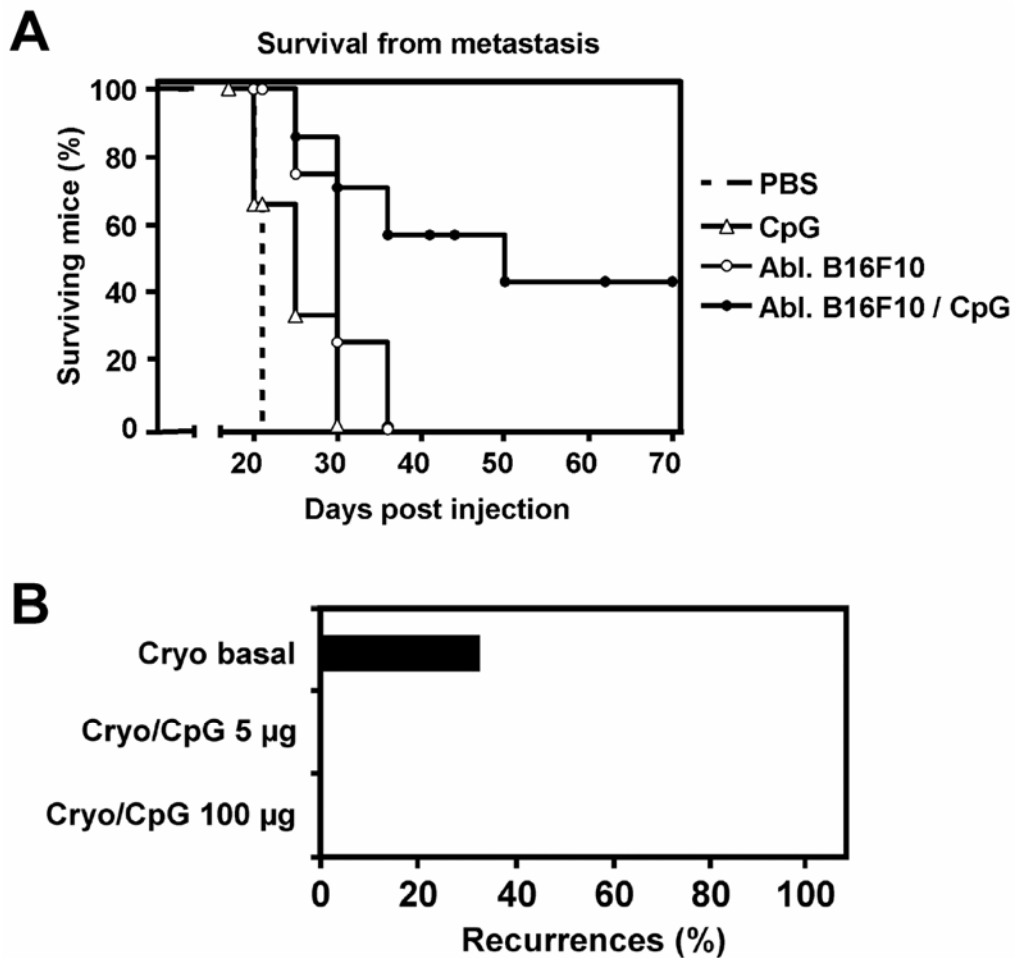 A
Survival from metastasis
Surviving mice (%)
100
80
60
40
20
0
20 30 40 50 60 70
Days post injection
PBS
CpG
Abl. B16F10
Abl. B16F10 / CpG
B
Cryo basal
Cryo/CpG 5 µg
Cryo/CpG 100 µg
0 20 40 60 80 100
Recurrences (%)